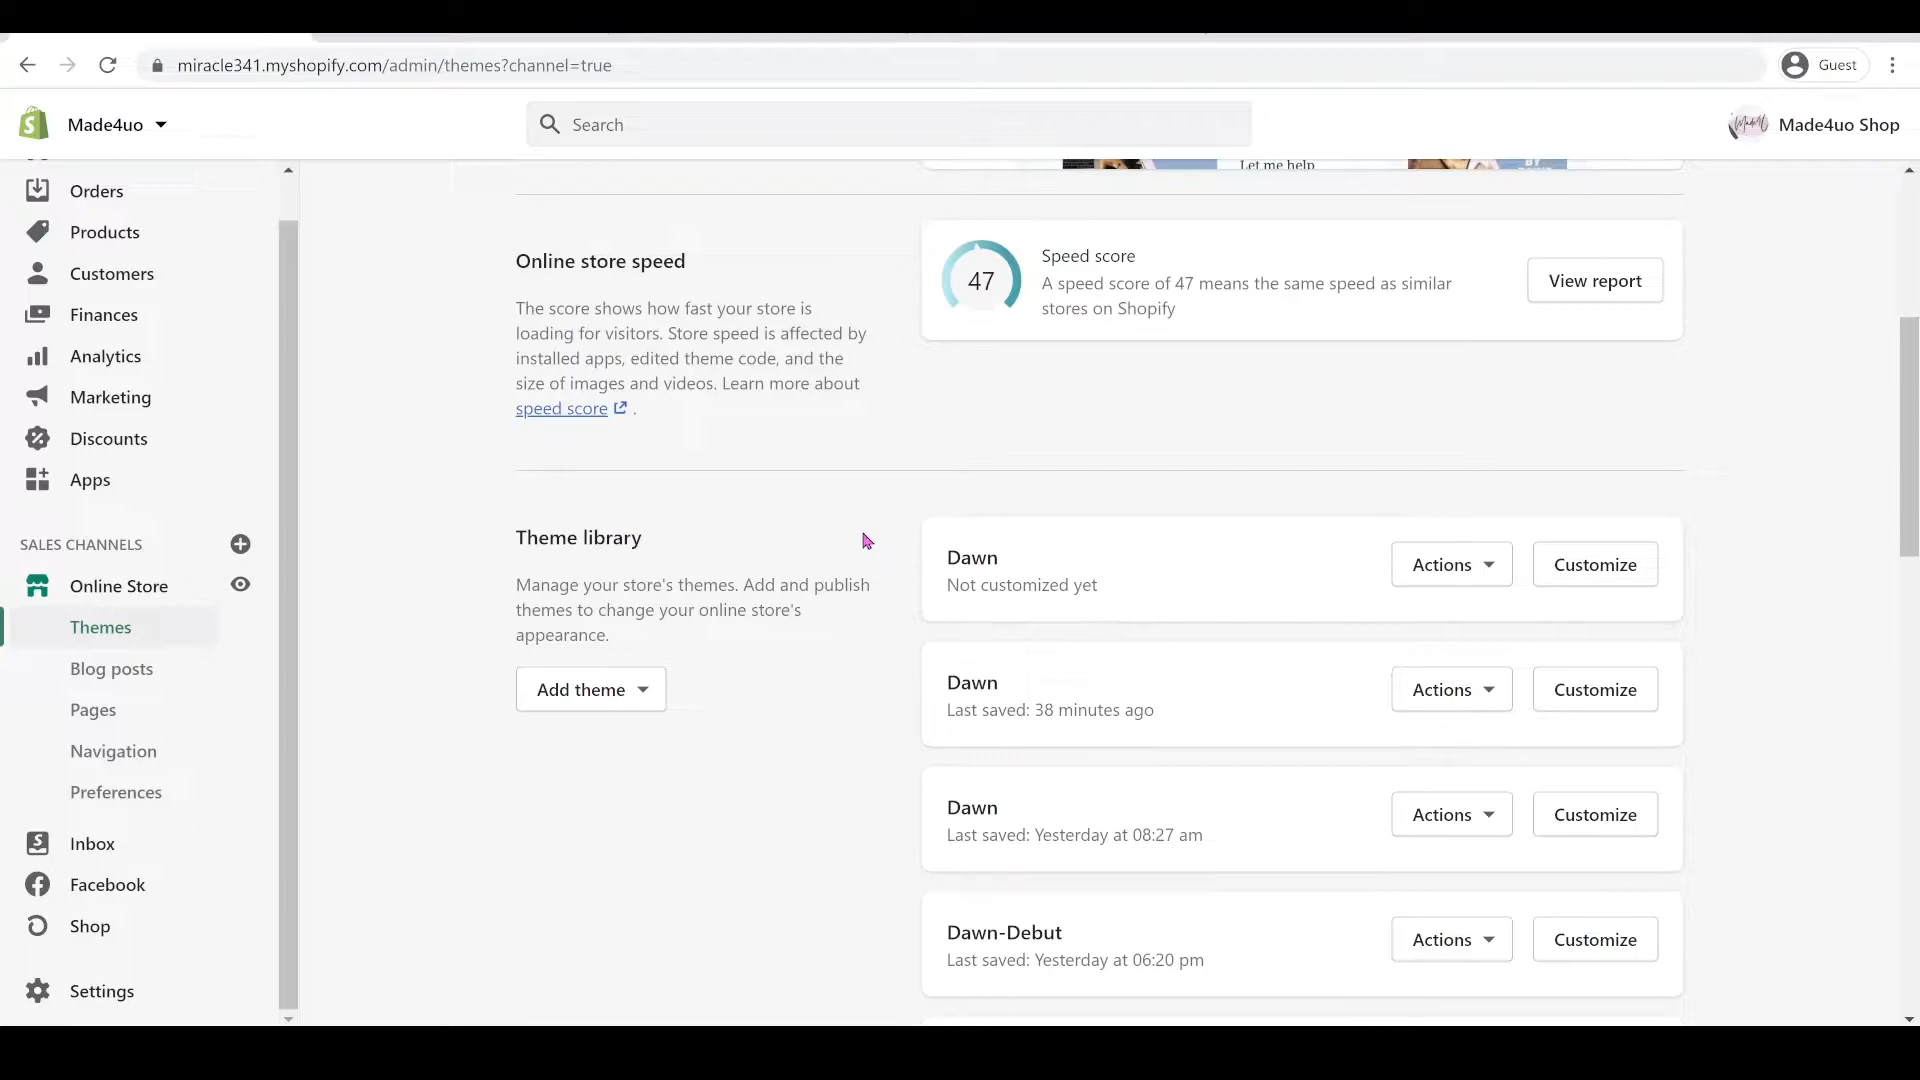 miracle341.myshopify.com/admin/themes?channel=true
Guest
Made4uo
Search
Made4uo Shop
Orders
Products
Customers
Finances
Analytics
Marketing
Discounts
Apps
SALES CHANNELS
Online Store
Themes
Blog posts
Pages
Navigation
Preferences
Inbox
Facebook
Shop
Settings
Let me help
Online store speed
The score shows how fast your store is
loading for visitors. Store speed is affected by
installed apps, edited theme code, and the
size of images and videos. Learn more about
speed score .
47
Speed score
A speed score of 47 means the same speed as similar
stores on Shopify
View report
Theme library
Manage your store's themes. Add and publish
themes to change your online store's
appearance.
Add theme
Dawn
Not customized yet
Actions
Customize
Dawn
Last saved: 38 minutes ago
Actions
Customize
Dawn
Last saved: Yesterday at 08:27 am
Actions
Customize
Dawn-Debut
Last saved: Yesterday at 06:20 pm
Actions
Customize